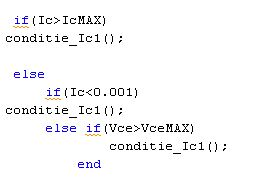 if(Ic>IcMAX)
conditie_Ic1();
else
if(Ic<0.001)
conditie_Ic1();
else if(Vce>VceMAX)
conditie_Ic1();
end